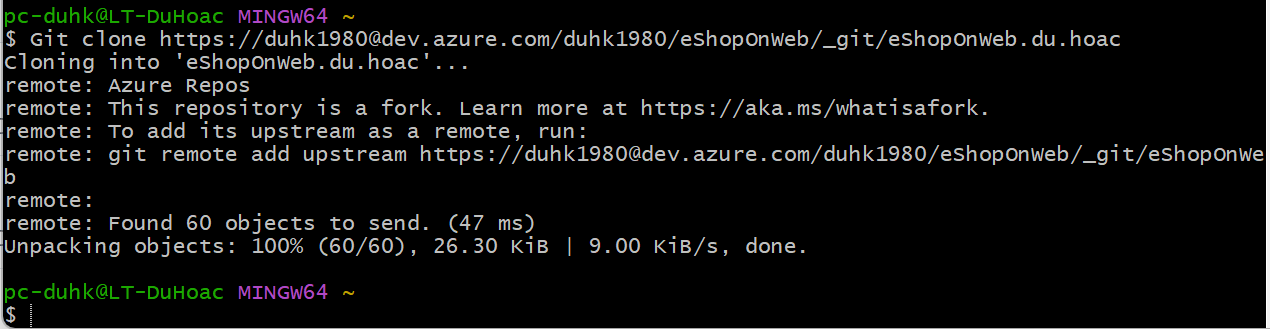 pc-duhk@LT-DuHoac MINGW64 ~
$ Git clone https://duhk1980@dev.azure.com/duhk1980/eShopOnWeb/_git/eShopOnWeb.du.hoac
Cloning into 'eShopOnWeb.du.hoac'...
remote: Azure Repos
remote: This repository is a fork. Learn more at https://aka.ms/whatisafork.
remote: To add its upstream as a remote, run:
remote: git remote add upstream https://duhk1980@dev.azure.com/duhk1980/eShopOnWeb/_git/eShopOnWe
b
remote:
remote: Found 60 objects to send. (47 ms)
Unpacking objects: 100% (60/60), 26.30 KiB | 9.00 KiB/s, done.
pc-duhk@LT-DuHoac MINGW64 ~
$